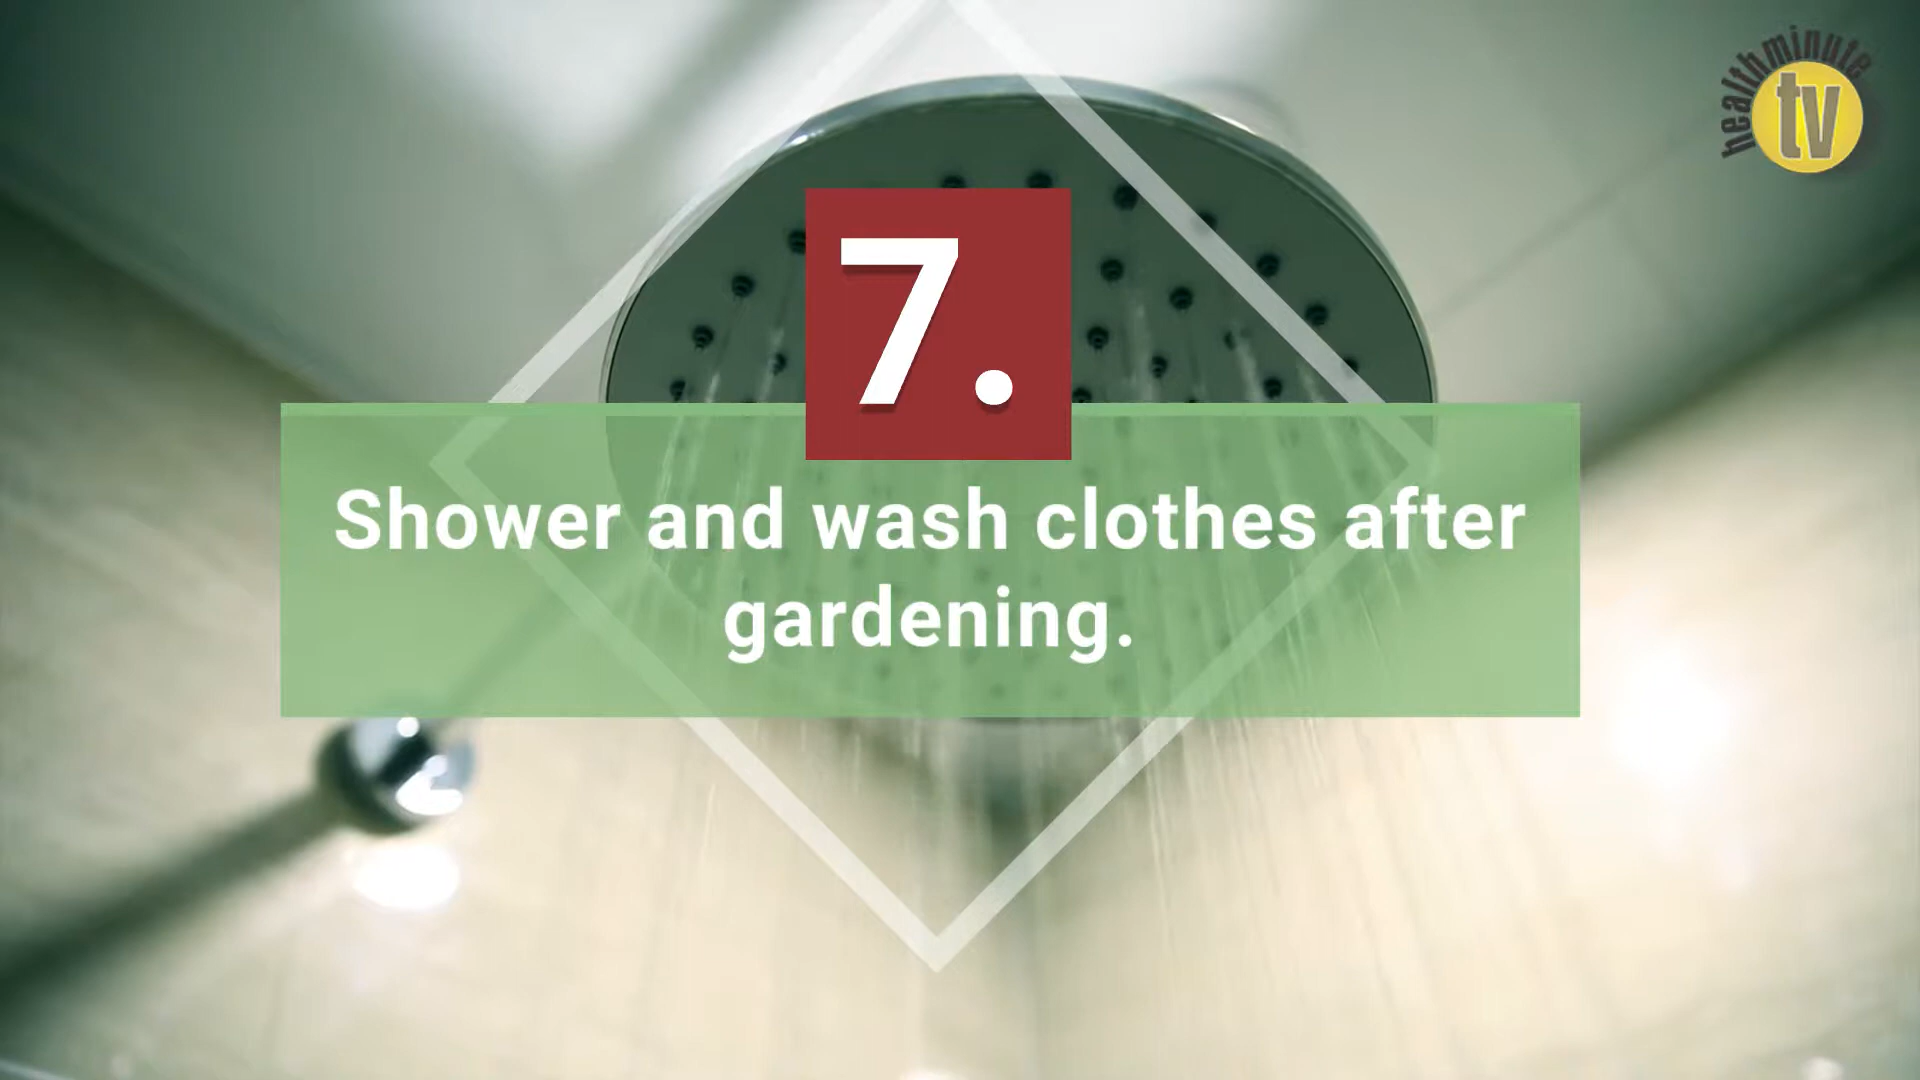 healthminute
tv
7.
Shower and wash clothes after
gardening.